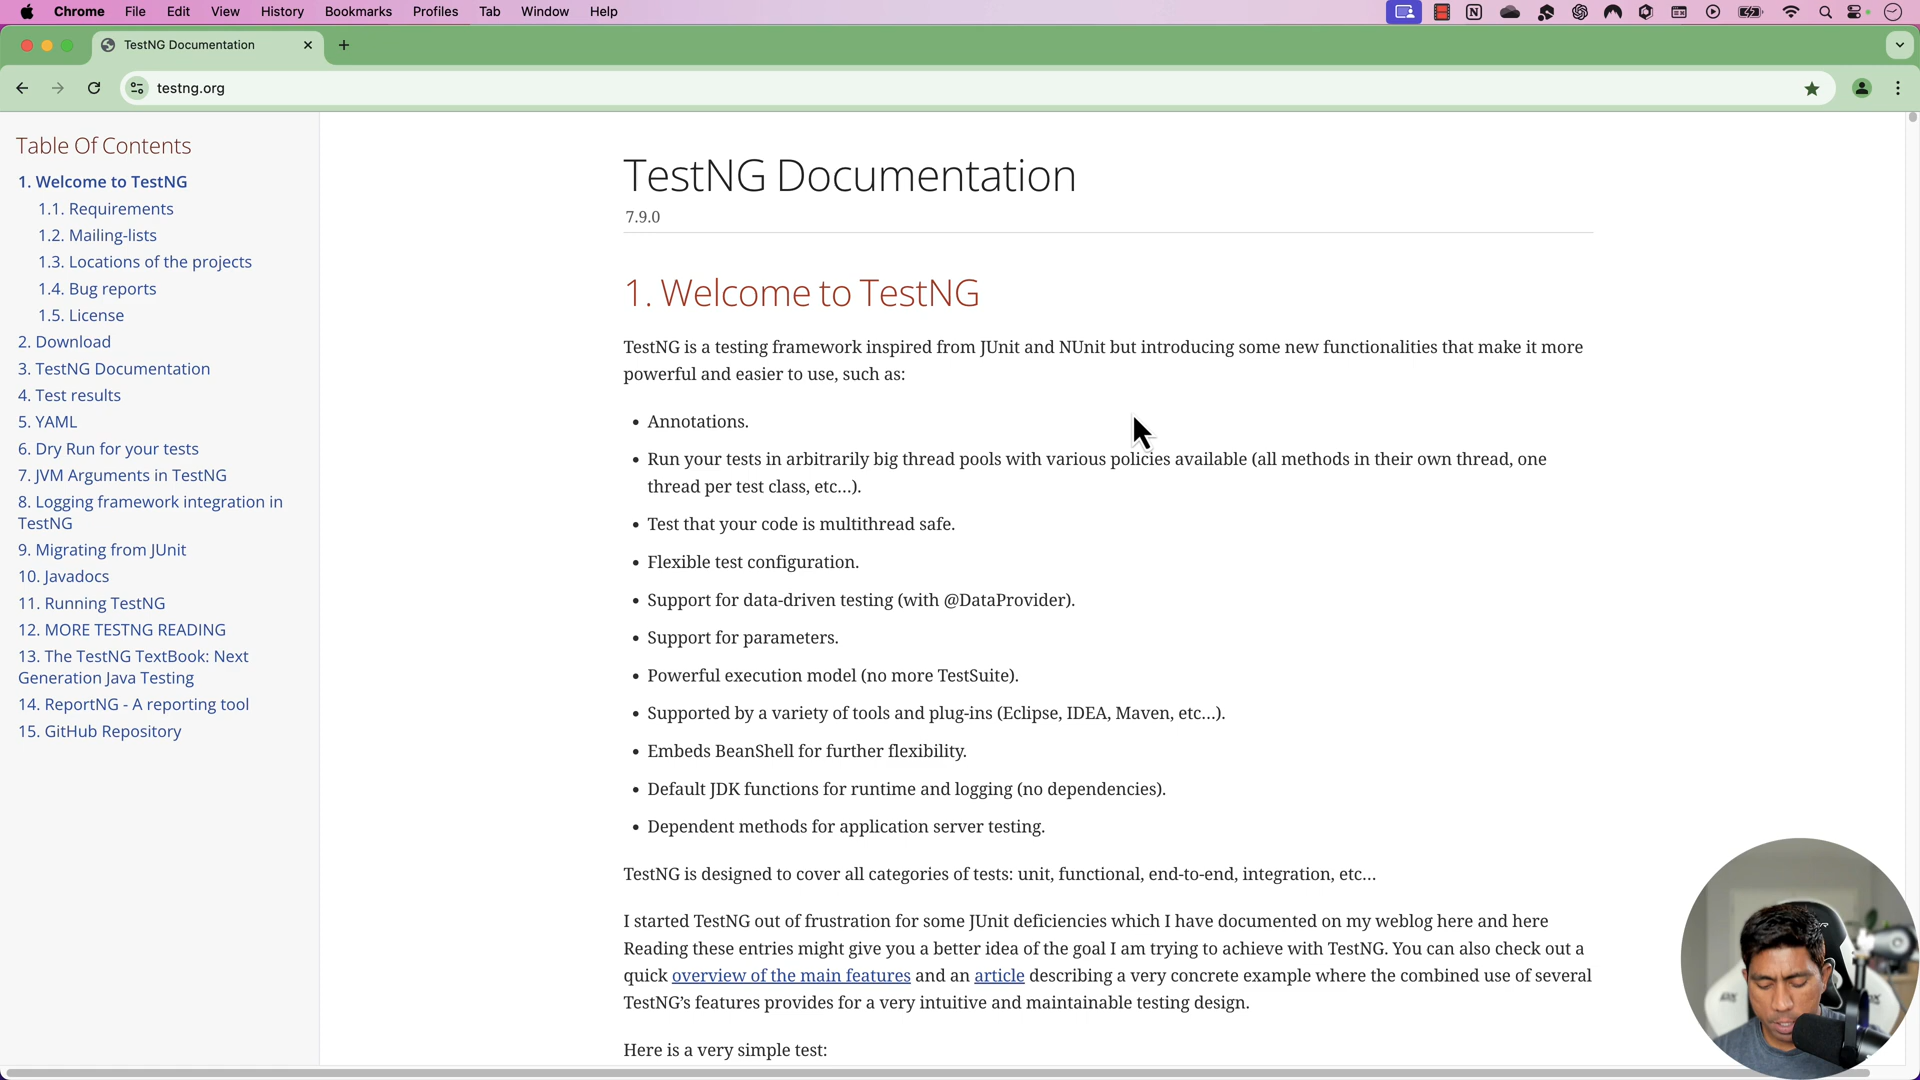 Chrome File Edit View History Bookmarks Profiles Tab Window Help
TestNG Documentation
testng.org
Table Of Contents
1. Welcome to TestNG
1.1. Requirements
1.2. Mailing-lists
1.3. Locations of the projects
1.4. Bug reports
1.5. License
2. Download
3. TestNG Documentation
4. Test results
5. YAML
6. Dry Run for your tests
7. JVM Arguments in TestNG
8. Logging framework integration in
TestNG
9. Migrating from JUnit
10. Javadocs
11. Running TestNG
12. MORE TESTNG READING
13. The TestNG TextBook: Next
Generation Java Testing
14. ReportNG - A reporting tool
15. GitHub Repository
TestNG Documentation
7.9.0
1. Welcome to TestNG
TestNG is a testing framework inspired from JUnit and NUnit but introducing some new functionalities that make it more
powerful and easier to use, such as:
• Annotations.
• Run your tests in arbitrarily big thread pools with various policies available (all methods in their own thread, one
thread per test class, etc…).
• Test that your code is multithread safe.
• Flexible test configuration.
• Support for data-driven testing (with @DataProvider).
• Support for parameters.
• Powerful execution model (no more TestSuite).
• Supported by a variety of tools and plug-ins (Eclipse, IDEA, Maven, etc…).
• Embeds BeanShell for further flexibility.
• Default JDK functions for runtime and logging (no dependencies).
• Dependent methods for application server testing.
TestNG is designed to cover all categories of tests: unit, functional, end-to-end, integration, etc…
I started TestNG out of frustration for some JUnit deficiencies which I have documented on my weblog here and here
Reading these entries might give you a better idea of the goal I am trying to achieve with TestNG. You can also check out a
quick overview of the main features and an article describing a very concrete example where the combined use of several
TestNG’s features provides for a very intuitive and maintainable testing design.
Here is a very simple test: